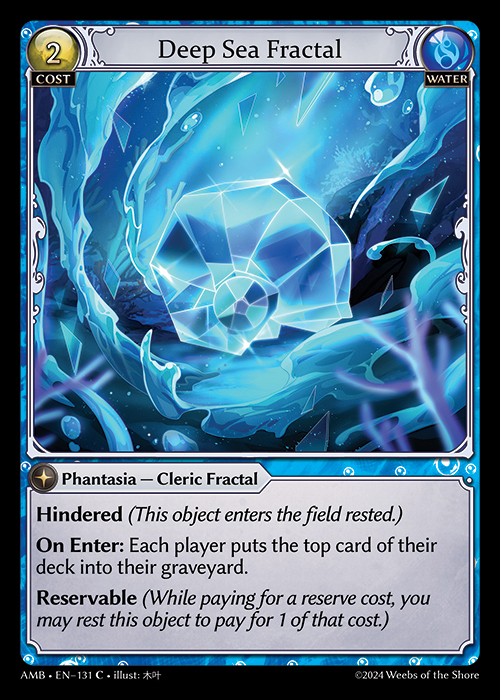 2
COST
Deep Sea Fractal
WATER
Phantasia — Cleric Fractal
Hindered (This object enters the field rested.)
On Enter: Each player puts the top card of their
deck into their graveyard.
Reservable (While paying for a reserve cost, you
may rest this object to pay for 1 of that cost.)
AMB • EN–131 C • illust: 木叶
©2024 Weebs of the Shore